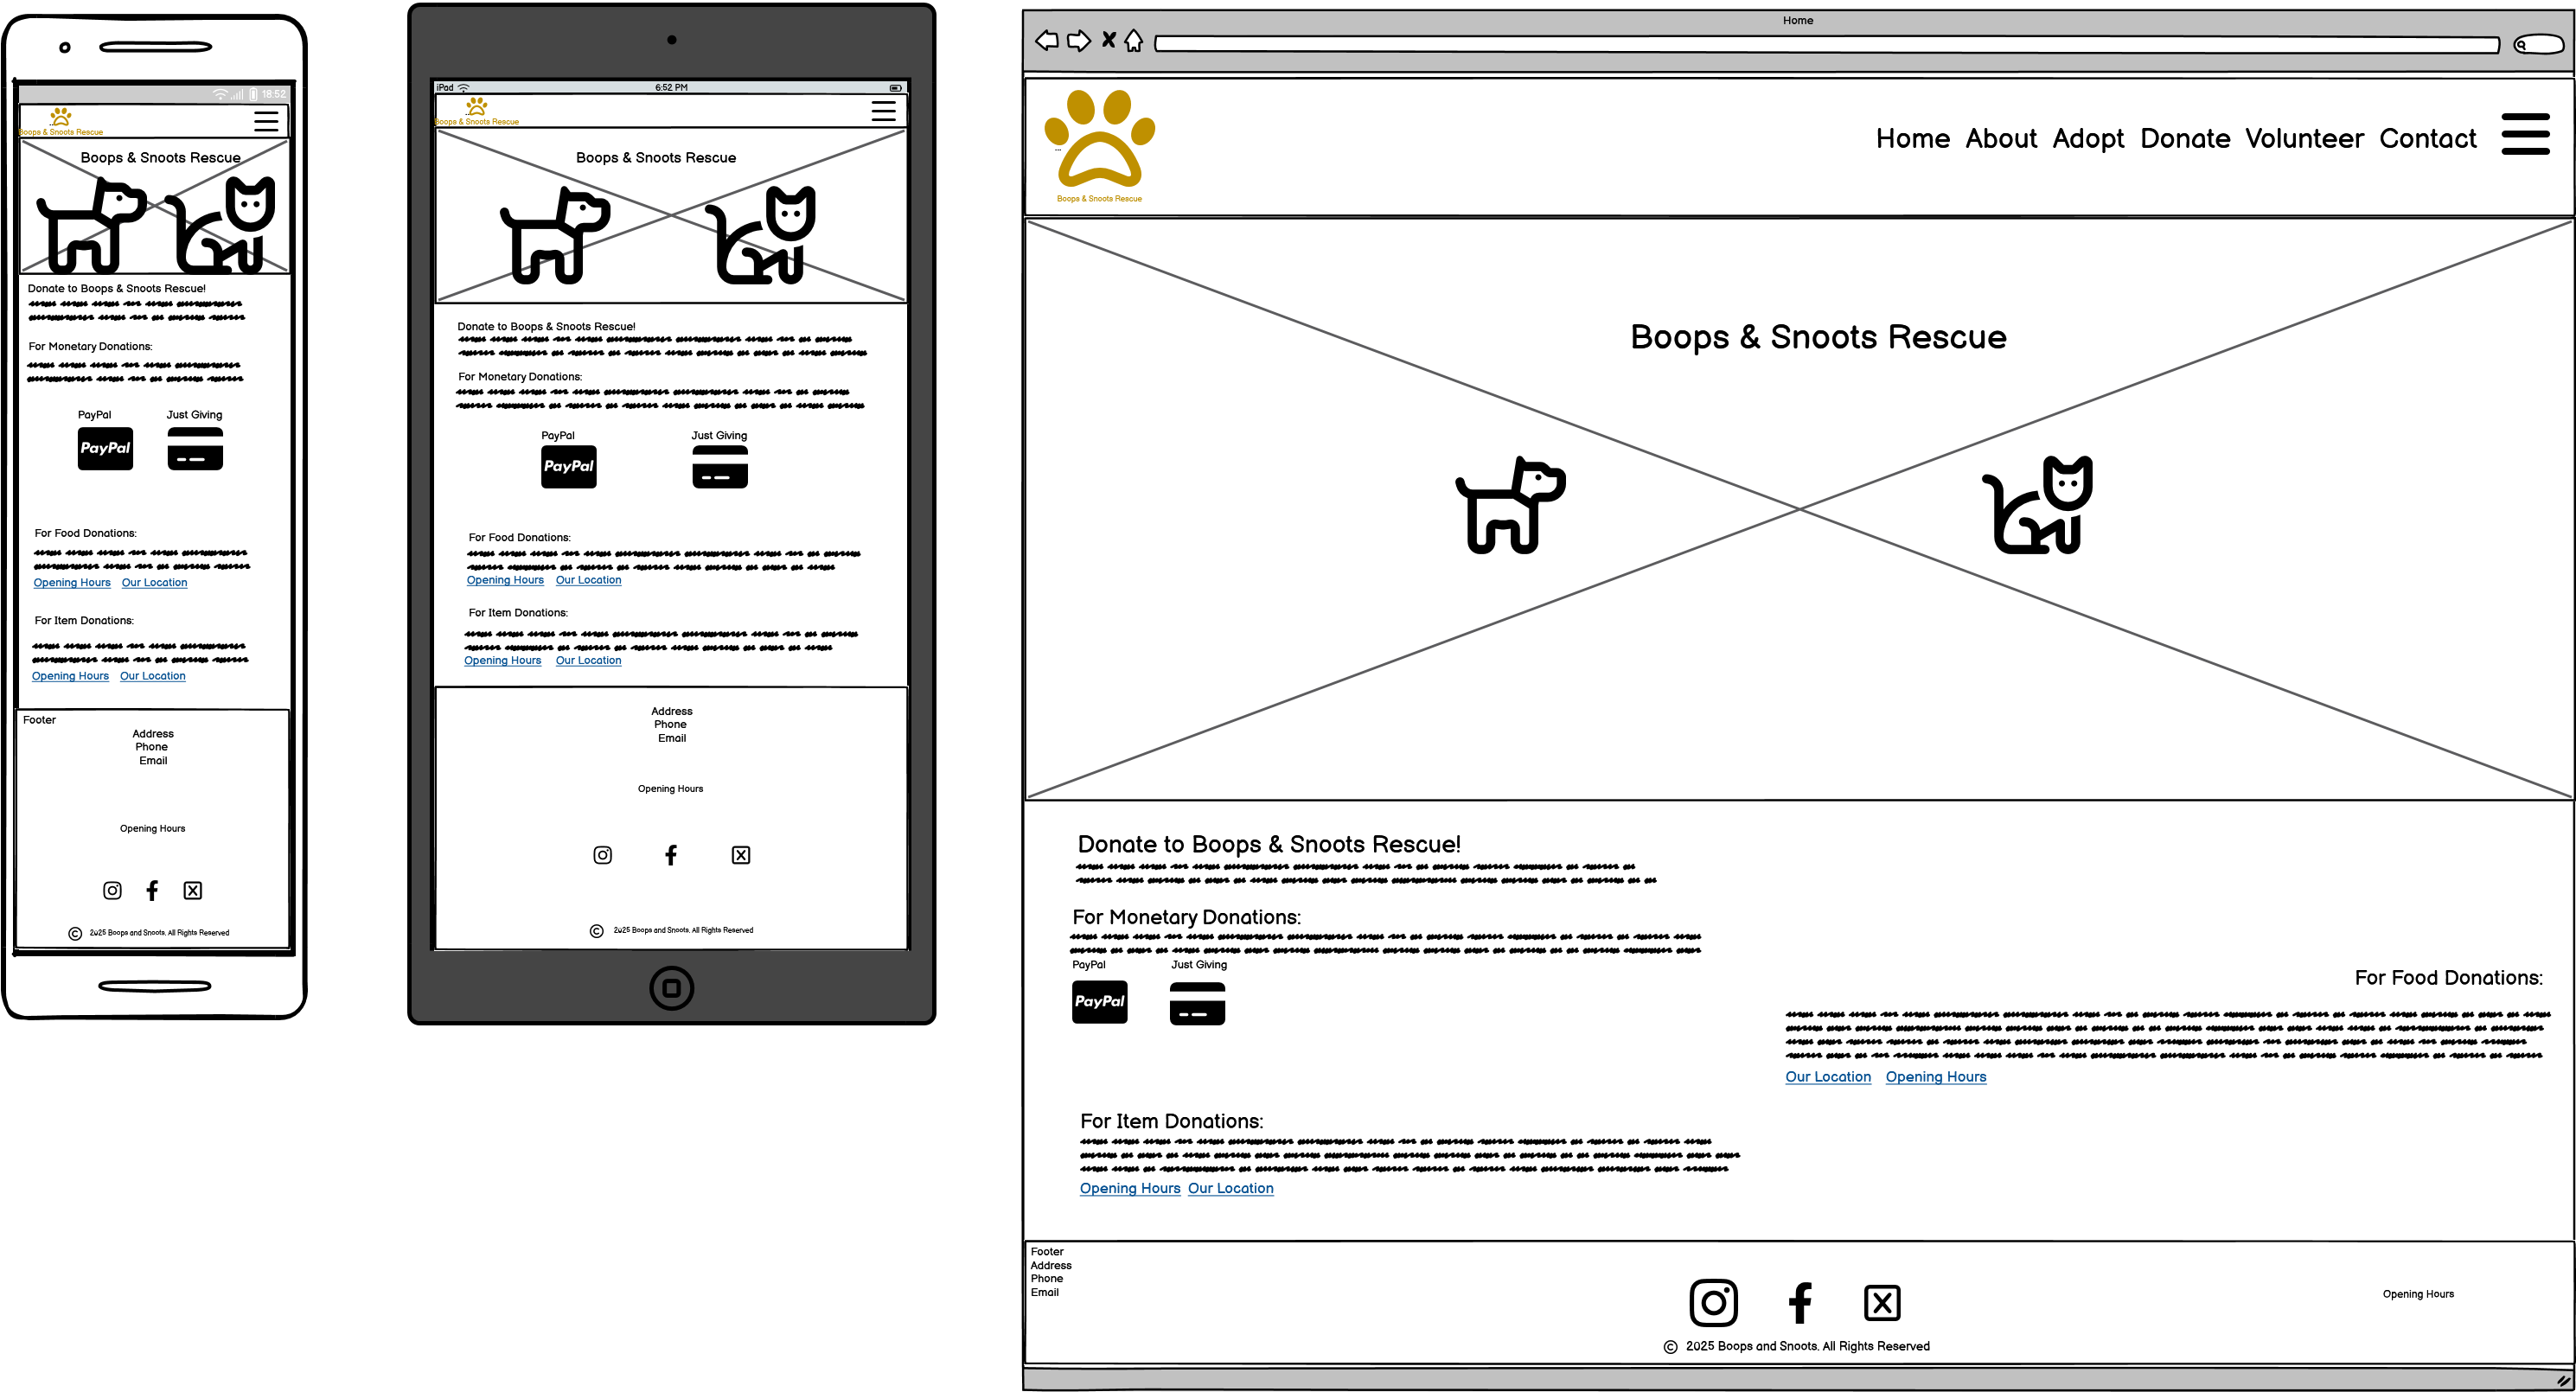 18:52
Boops & Snoots Rescue
Boops & Snoots Rescue
Donate to Boops & Snoots Rescue!
For Monetary Donations:
PayPal Just Giving
PayPal
For Food Donations:
Opening Hours Our Location
For Item Donations:
Opening Hours Our Location
Footer
Address
Phone
Email
Opening Hours
© 2025 Boops and Snoots. All Rights Reserved
iPad 6:52 PM
Boops & Snoots Rescue
Boops & Snoots Rescue
Donate to Boops & Snoots Rescue!
For Monetary Donations:
PayPal Just Giving
PayPal
For Food Donations:
Opening Hours Our Location
For Item Donations:
Opening Hours Our Location
Address
Phone
Email
Opening Hours
© 2025 Boops and Snoots. All Rights Reserved
Home
Home About Adopt Donate Volunteer Contact
Boops & Snoots Rescue
Boops & Snoots Rescue
Donate to Boops & Snoots Rescue!
For Monetary Donations:
PayPal Just Giving
PayPal
For Food Donations:
Our Location Opening Hours
For Item Donations:
Opening Hours Our Location
Footer
Address
Phone
Email
Opening Hours
© 2025 Boops and Snoots. All Rights Reserved